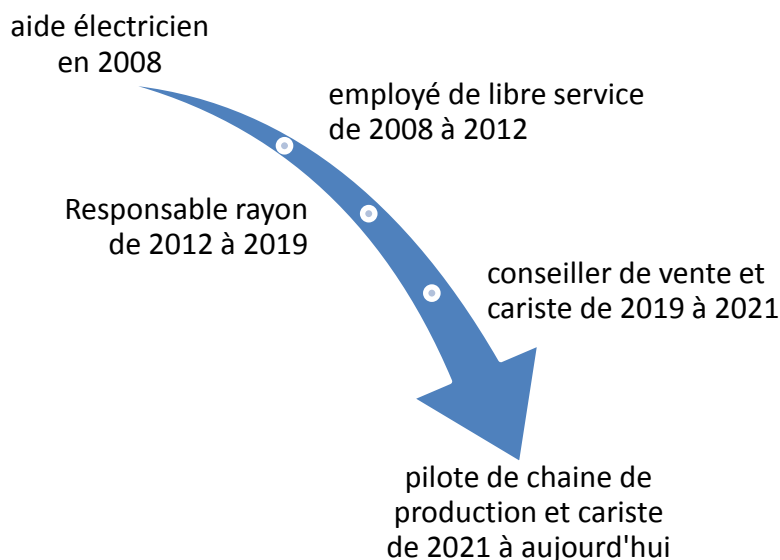 aide électricien
en 2008
employé de libre service
de 2008 à 2012
Responsable rayon
de 2012 à 2019
conseiller de vente et
cariste de 2019 à 2021
pilote de chaine de
production et cariste
de 2021 à aujourd'hui